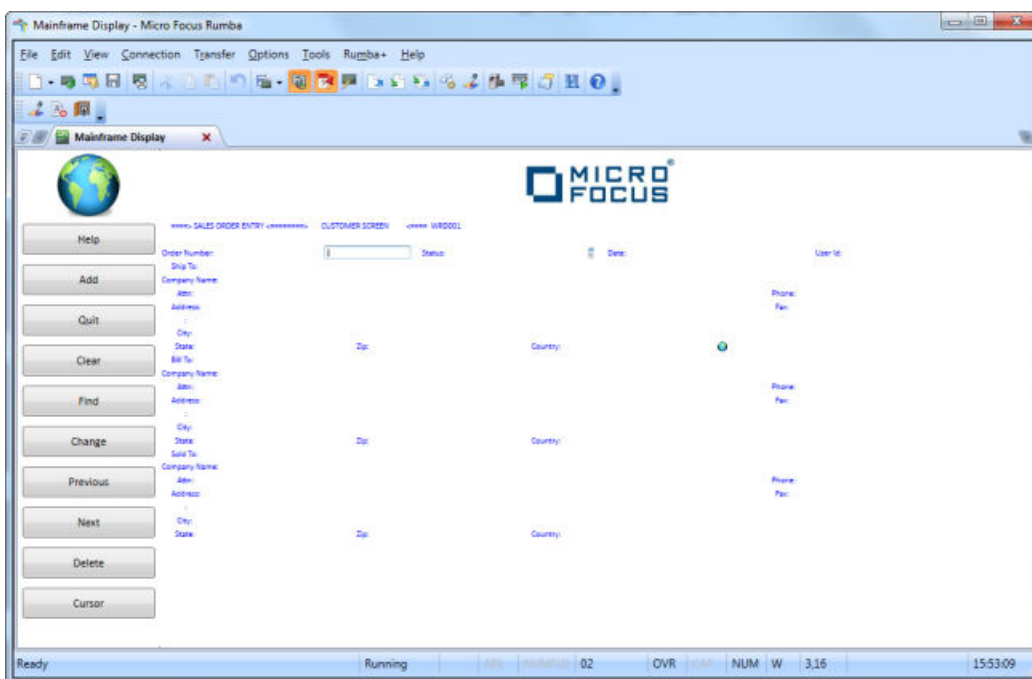 Mainframe Display - Micro Focus Rumba
File Edit View Connection Transfer Options Tools Rumba+ Help
Mainframe Display
MICRO
FOCUS
Help
Add
Quit
Clear
Find
Change
Previous
Next
Delete
Cursor
====> SALES ORDER ENTRY <========> CUSTOMER SCREEN <==== WRD001
Order Number: Status: Date: User Id:
Ship To:
Company Name:
Attn: Phone:
Address: Fax:
:
City:
State: Zip: Country:
Bill To:
Company Name:
Attn: Phone:
Address: Fax:
:
City:
State: Zip: Country:
Sold To:
Company Name:
Attn: Phone:
Address: Fax:
:
City:
State: Zip: Country:
Ready Running 02 OVR CAP NUM W 3,16 15:53:09